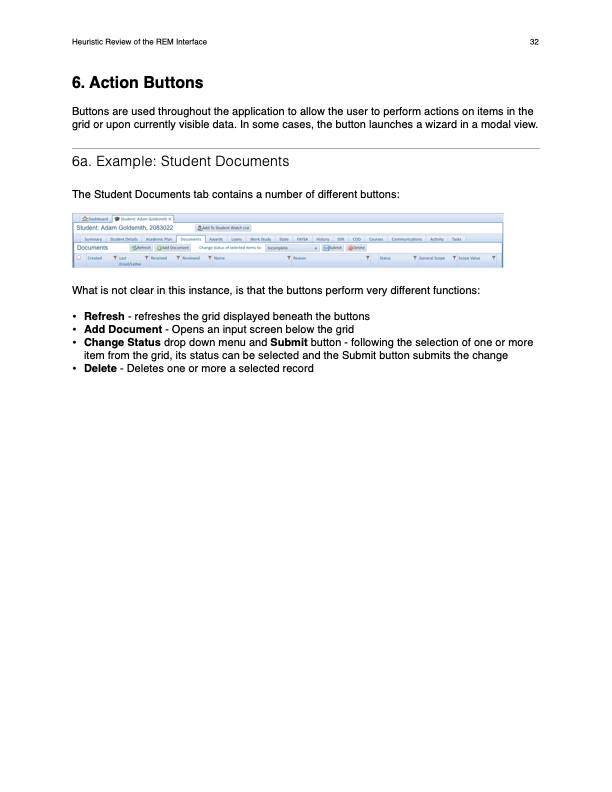 Heuristic Review of the REM Interface 32
6. Action Buttons
Buttons are used throughout the application to allow the user to perform actions on items in the
grid or upon currently visible data. In some cases, the button launches a wizard in a modal view.
6a. Example: Student Documents
The Student Documents tab contains a number of different buttons:
Dashboard Student: Adam Goldsmith X
Student: Adam Goldsmith, 2083022 Add To Student Watch List
Summary Student Details Academic Plan Documents Awards Loans Work Study State FAFSA History ISIR COD Courses Communications Activity Tasks
Documents Refresh Add Document Change status of selected items to: Incomplete Submit Delete
Created Last Received Reviewed Name Reason Status General Scope Scope Value
Email/Letter
What is not clear in this instance, is that the buttons perform very different functions:
• Refresh - refreshes the grid displayed beneath the buttons
• Add Document - Opens an input screen below the grid
• Change Status drop down menu and Submit button - following the selection of one or more
item from the grid, its status can be selected and the Submit button submits the change
• Delete - Deletes one or more a selected record